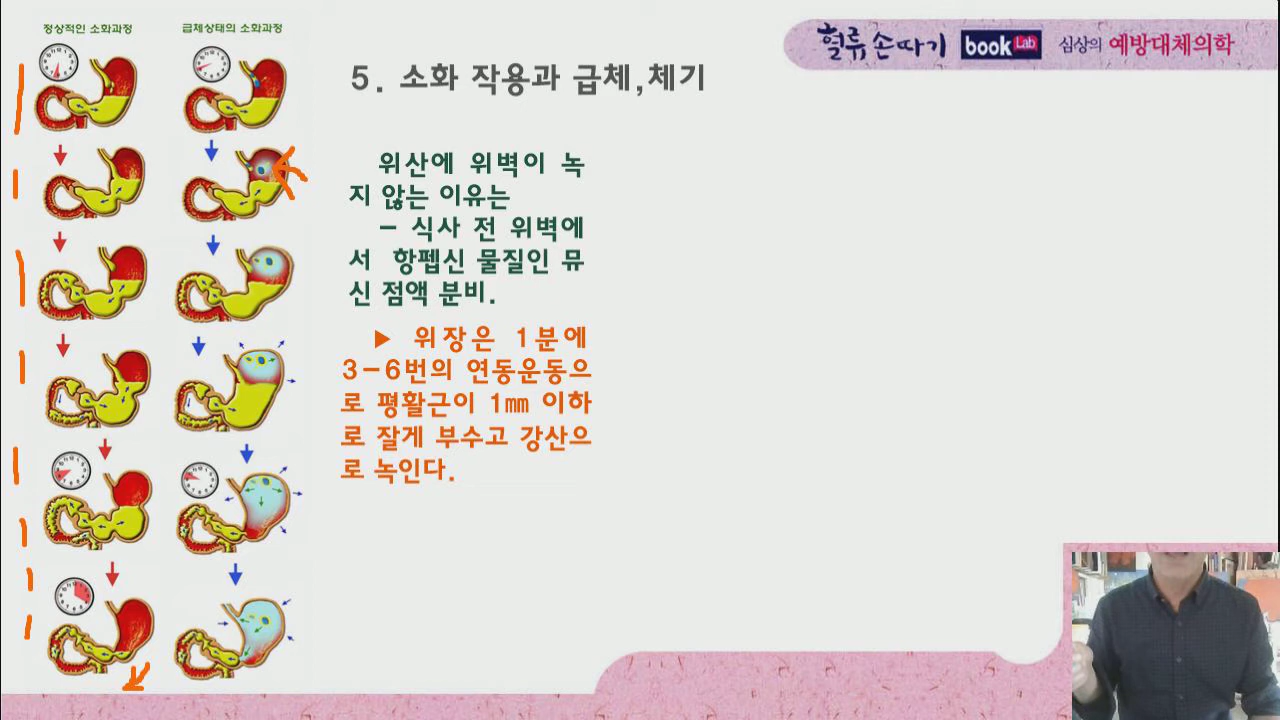 정상적인 소화과정
급체상태의 소화과정
혈류 손따기 book Lab 심상의 예방대체의학
5. 소화 작용과 급체,체기
위산에 위벽이 녹
지 않는 이유는
- 식사 전 위벽에
서 항펩신 물질인 뮤
신 점액 분비.
▶ 위장은 1분에
3-6번의 연동운동으
로 평활근이 1㎜ 이하
로 잘게 부수고 강산으
로 녹인다.